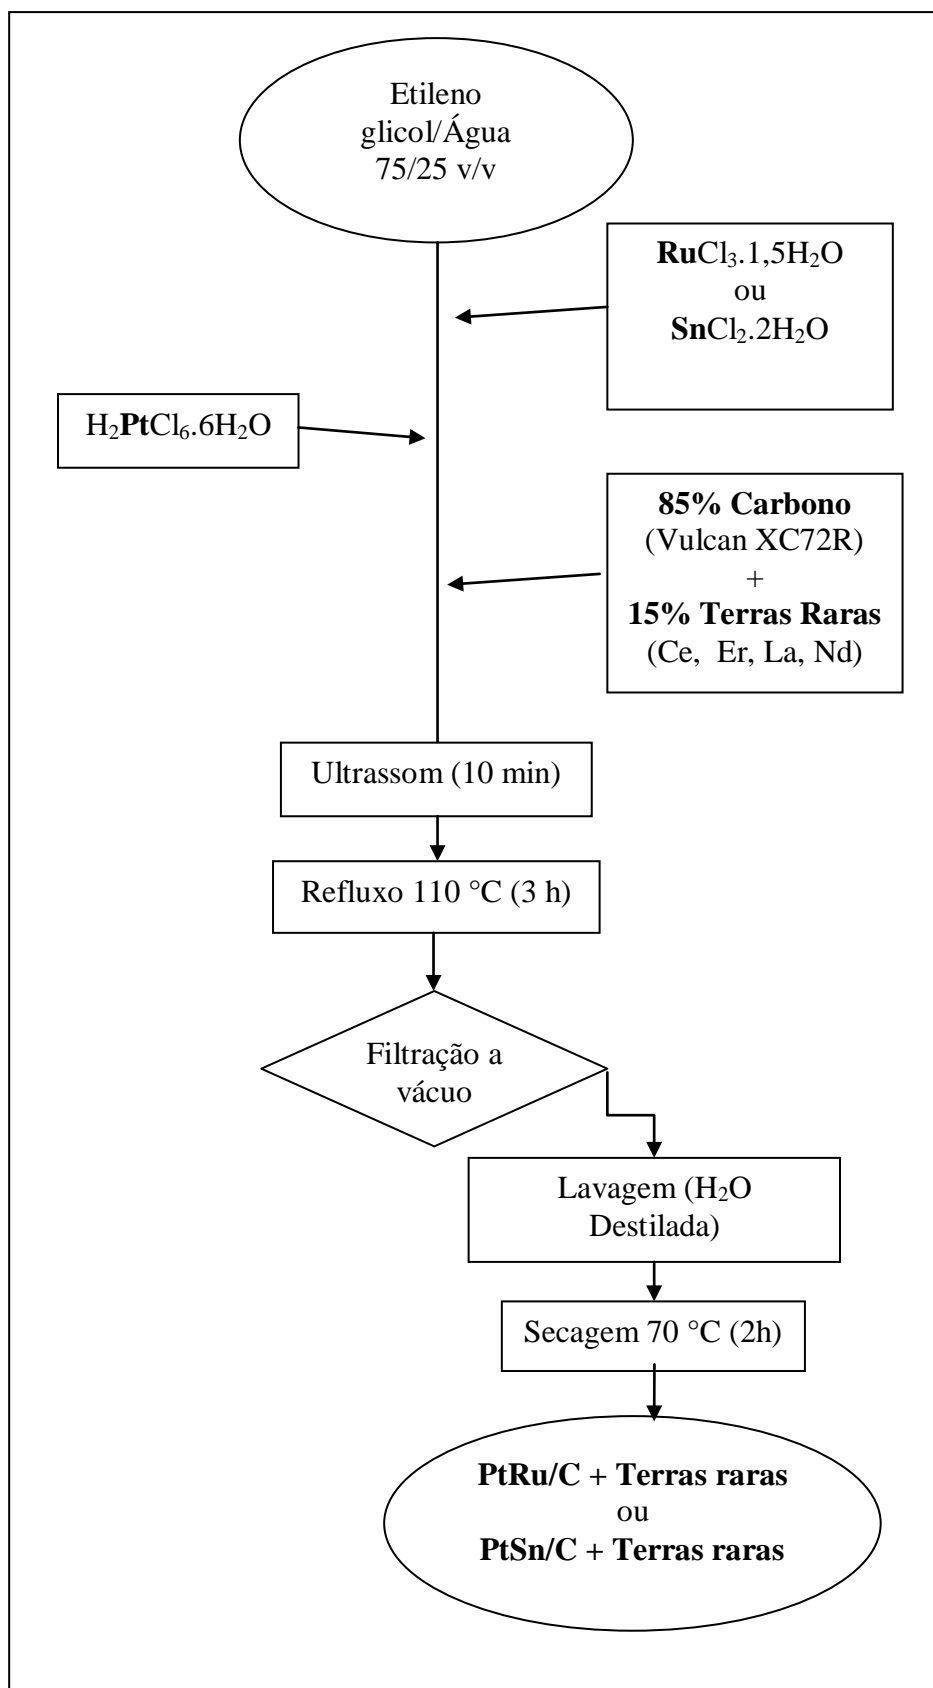 Etileno
glicol/Água
75/25 v/v
RuCl₃.1,5H₂O
ou
SnCl₂.2H₂O
H₂PtCl₆.6H₂O
85% Carbono
(Vulcan XC72R)
+
15% Terras Raras
(Ce, Er, La, Nd)
Ultrassom (10 min)
Refluxo 110 °C (3 h)
Filtração a
vácuo
Lavagem (H₂O
Destilada)
Secagem 70 °C (2h)
PtRu/C + Terras raras
ou
PtSn/C + Terras raras